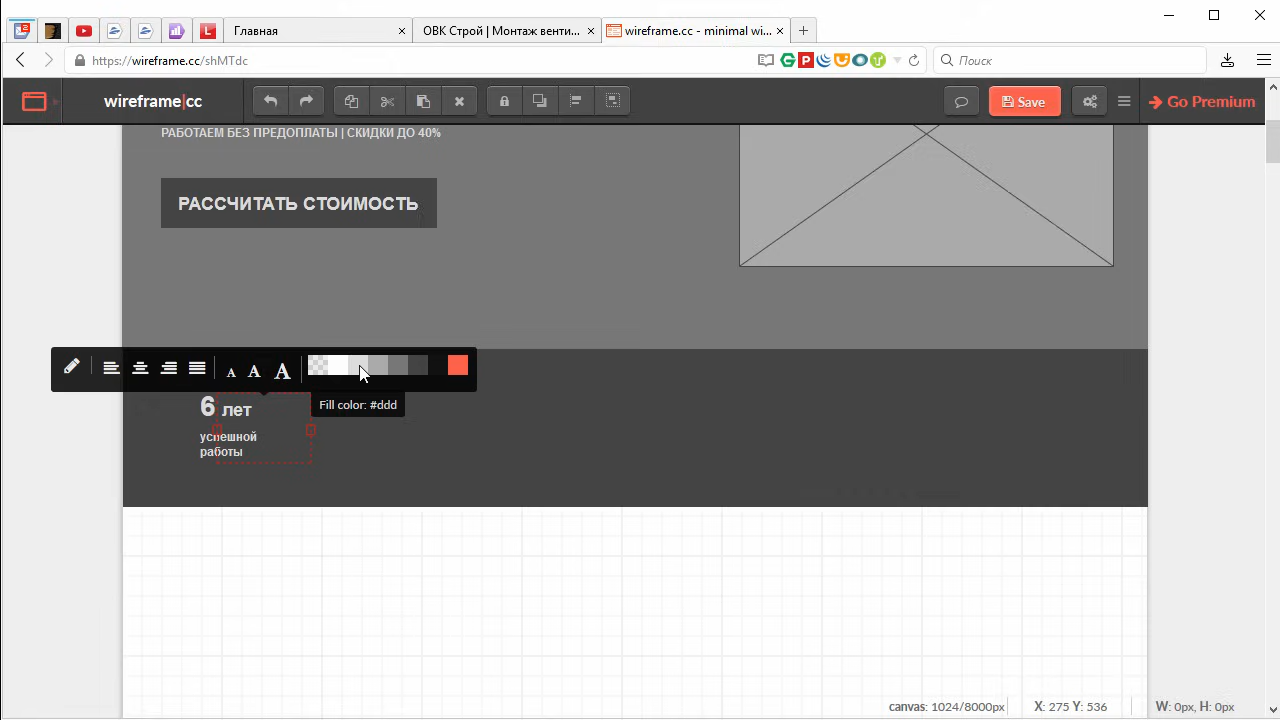 Главная
ОВК Строй | Монтаж венти...
wireframe.cc - minimal wi...
https://wireframe.cc/shMTdc
Поиск
wireframe|cc
Save
Go Premium
РАБОТАЕМ БЕЗ ПРЕДОПЛАТЫ | СКИДКИ ДО 40%
РАССЧИТАТЬ СТОИМОСТЬ
A A A
Fill color: #ddd
6 лет
успешной
работы
canvas: 1024/8000px X: 275 Y: 536 W: 0px, H: 0px